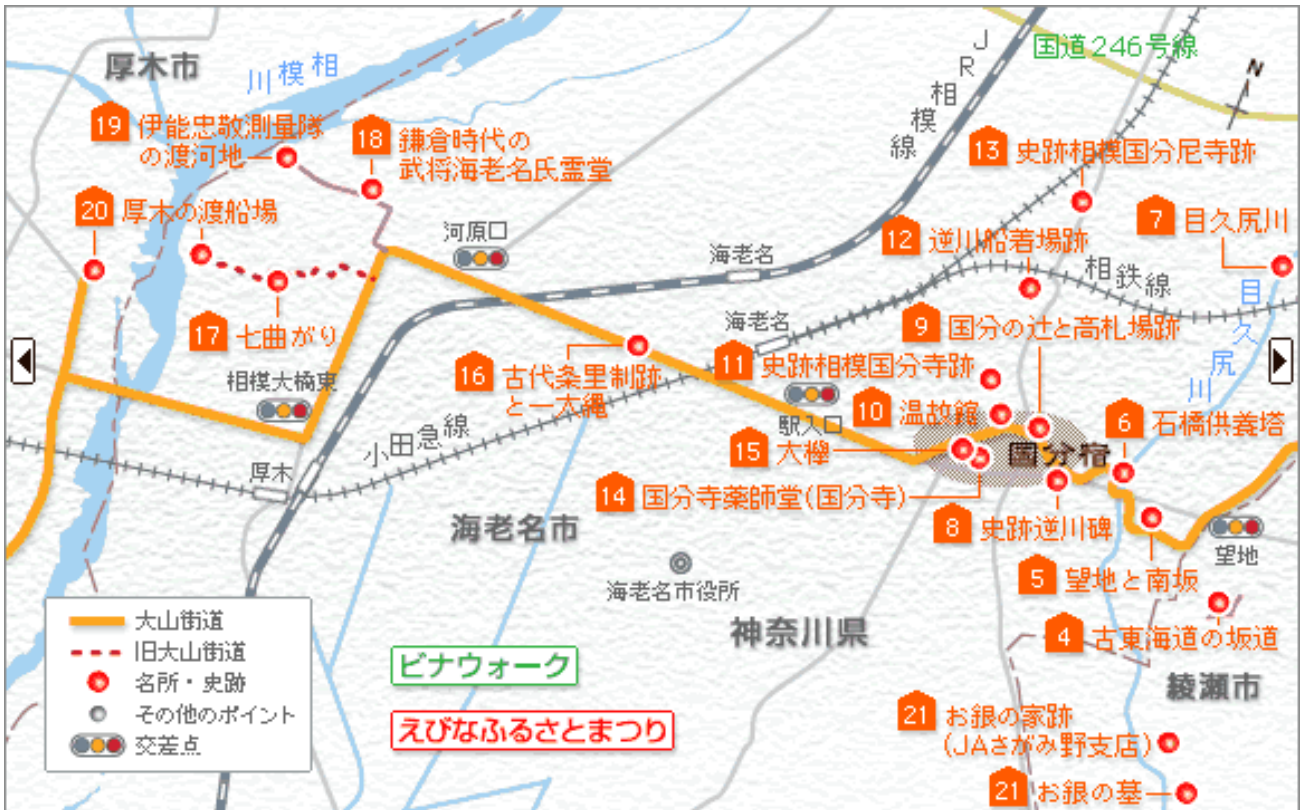 厚木市
相模川
JR相模線
国道246号線
N
19 伊能忠敬測量隊
の渡河地
18 鎌倉時代の
武将海老名氏霊堂
13 史跡相模国分尼寺跡
20 厚木の渡船場
河原口
海老名
12 逆川船着場跡
7 目久尻川
相鉄線
目久尻川
17 七曲がり
海老名
9 国分の辻と高札場跡
相模大橋東
16 古代条里制跡
と一大縄
11 史跡相模国分寺跡
10 温故館
駅入口
6 石橋供養塔
小田急線
厚木
15 大欅
国分宿
14 国分寺薬師堂(国分寺)
8 史跡逆川碑
海老名市
望地
海老名市役所
5 望地と南坂
神奈川県
4 古東海道の坂道
綾瀬市
大山街道
旧大山街道
名所・史跡
その他のポイント
交差点
ビナウォーク
えびなふるさとまつり
21 お銀の家跡
(JAさがみ野支店)
21 お銀の墓